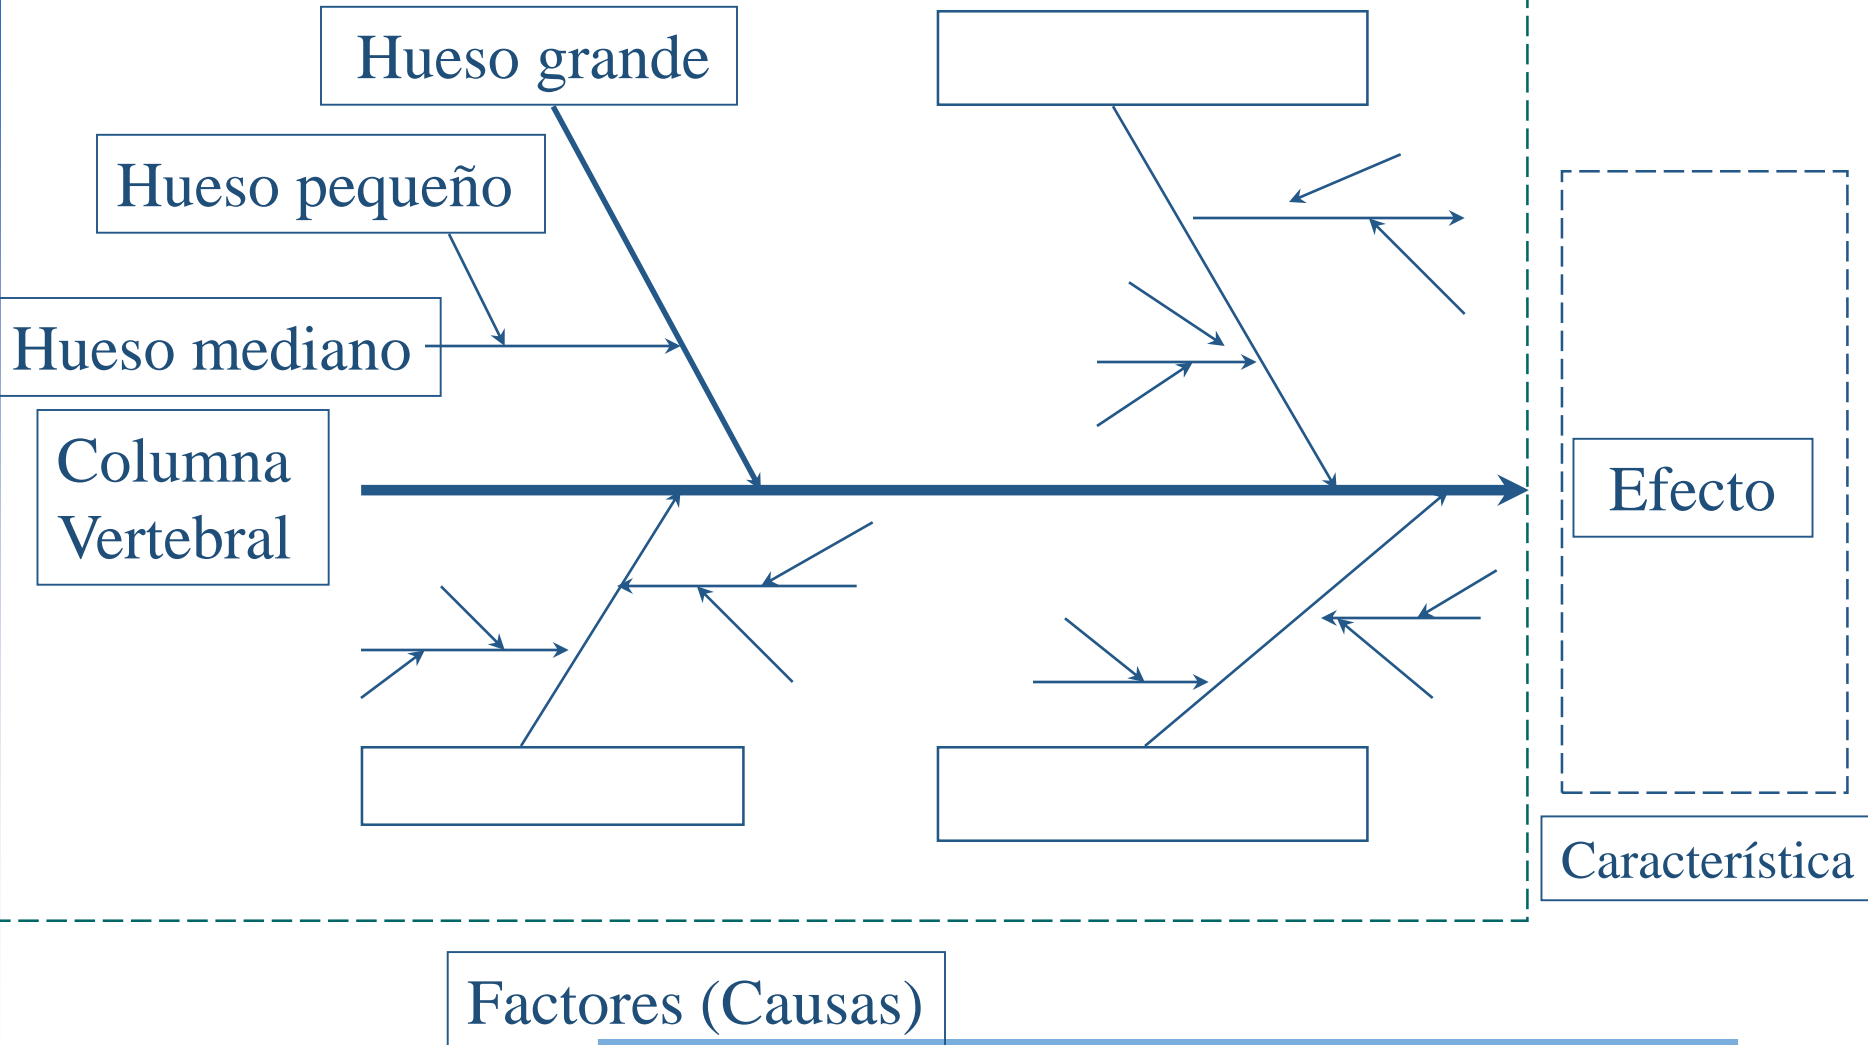 Hueso grande
Hueso pequeño
Hueso mediano
Columna
Vertebral
Efecto
Característica
Factores (Causas)